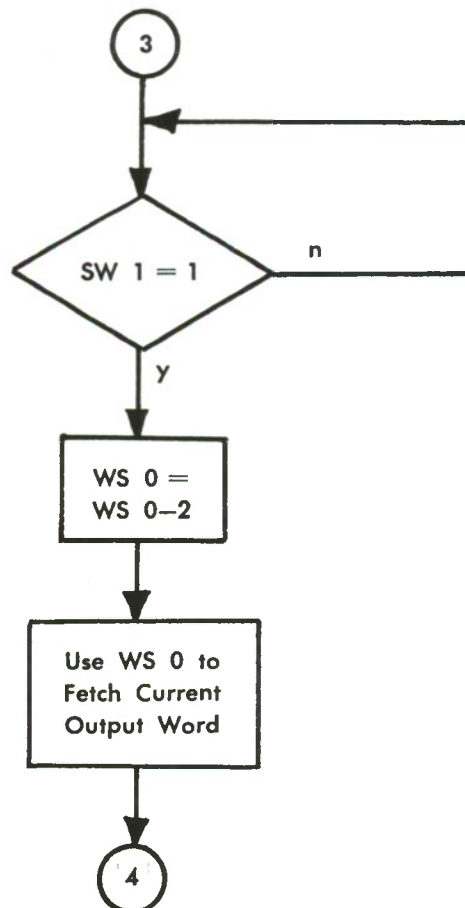 3
SW 1 = 1
n
y
WS 0 =
WS 0–2
Use WS 0 to
Fetch Current
Output Word
4